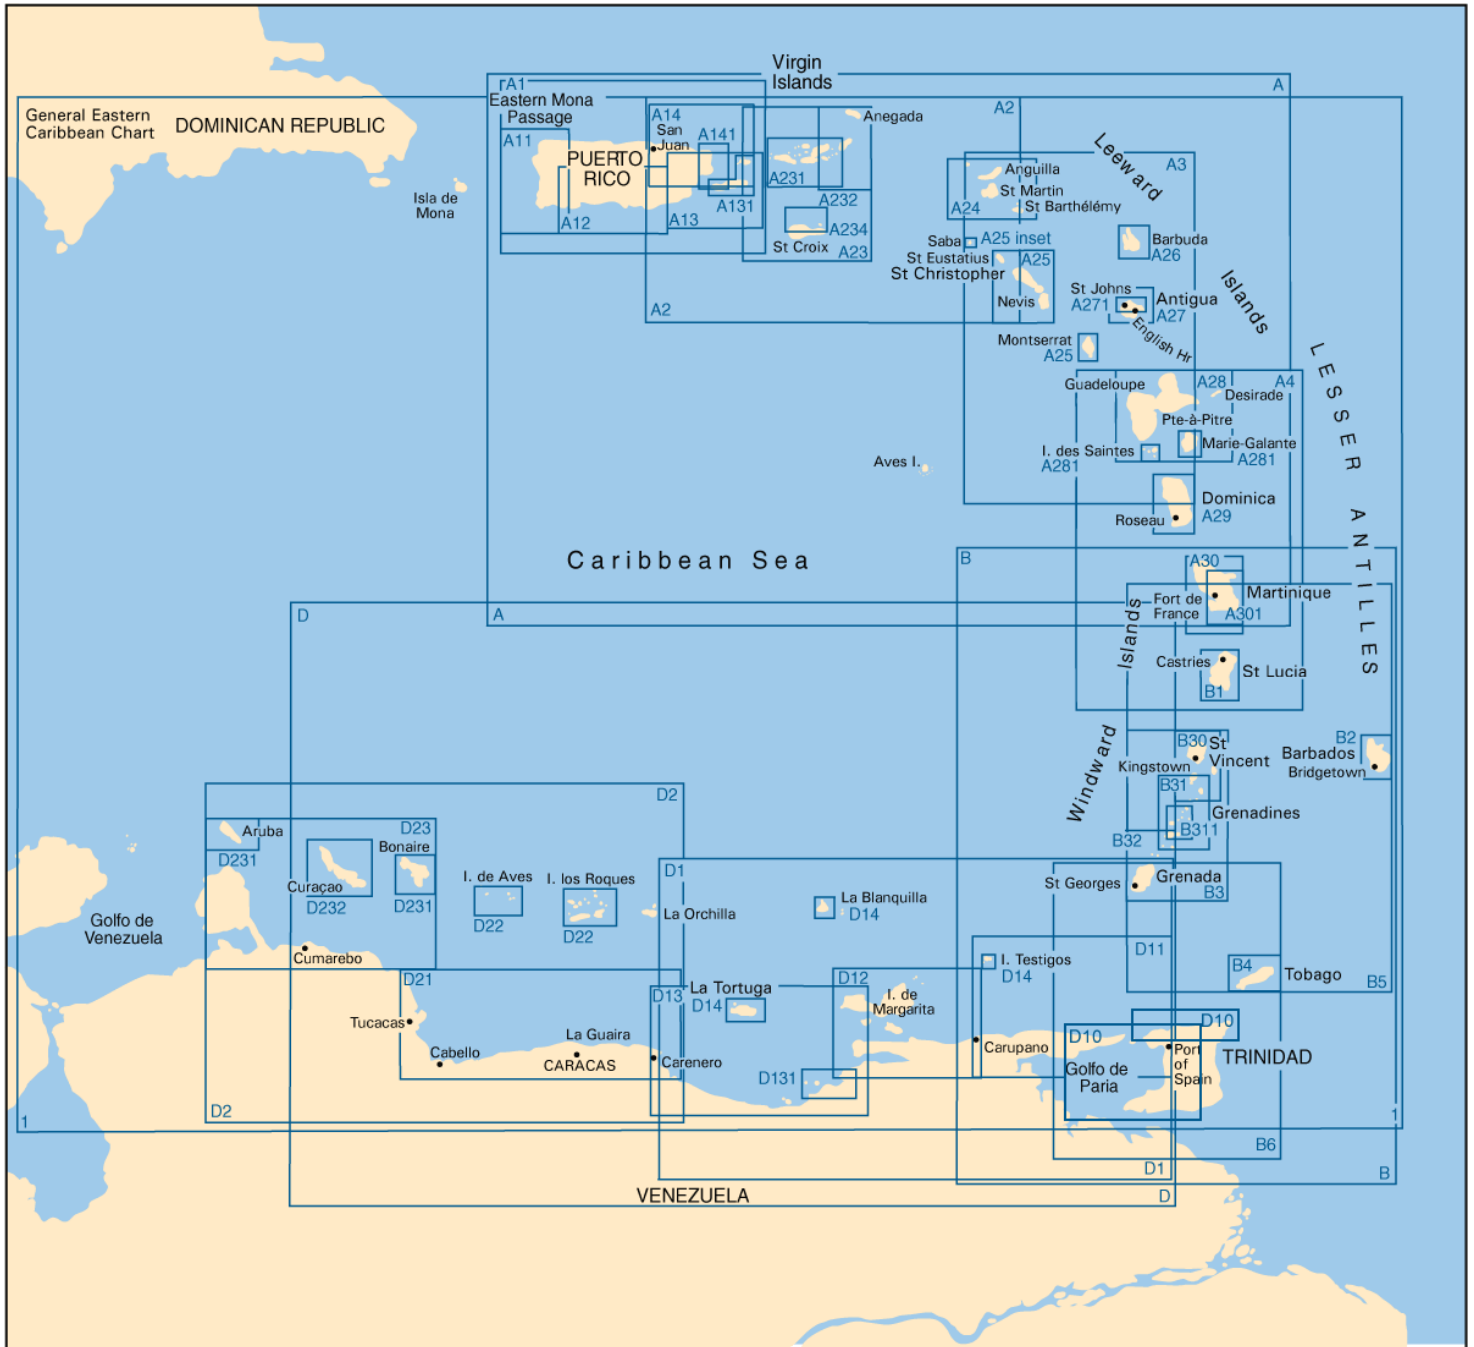 Virgin
Islands
A1
A
General Eastern
Caribbean Chart
DOMINICAN REPUBLIC
Eastern Mona
Passage
A14
San
Juan
A2
Anegada
A11
A141
PUERTO
RICO
Leeward
A3
Anguilla
St Martin
St Barthélémy
A231
A24
Isla de
Mona
A12
A13
A131
A232
A234
St Croix
A23
Saba
A25 inset
Barbuda
A26
St Eustatius
A25
St Christopher
Nevis
St Johns
A271
Antigua
A27
English Hr
Islands
A2
Montserrat
A25
LESSER ANTILLES
Guadeloupe
A28
A4
Desirade
Pte-à-Pitre
I. des Saintes
A281
Marie-Galante
A281
Aves I.
Dominica
Roseau
A29
Caribbean Sea
B
A30
Martinique
Fort de
France
A301
D
A
Islands
Castries
St Lucia
B1
Windward
B30
St
Vincent
Kingstown
B2
Barbados
Bridgetown
B31
Grenadines
B311
B32
D2
Aruba
D231
D23
Bonaire
Curaçao
D232
D231
I. de Aves
D22
I. los Roques
D22
D1
La Orchilla
La Blanquilla
D14
St Georges
Grenada
B3
Golfo de
Venezuela
Cumarebo
D11
I. Testigos
D14
B4
Tobago
B5
D21
D13
La Tortuga
D14
D12
I. de
Margarita
Tucacas
La Guaira
Cabello
CARACAS
Carenero
D131
Carupano
D10
D10
Golfo de
Paria
Port
of
Spain
TRINIDAD
D2
1
1
B6
D1
B
VENEZUELA
D